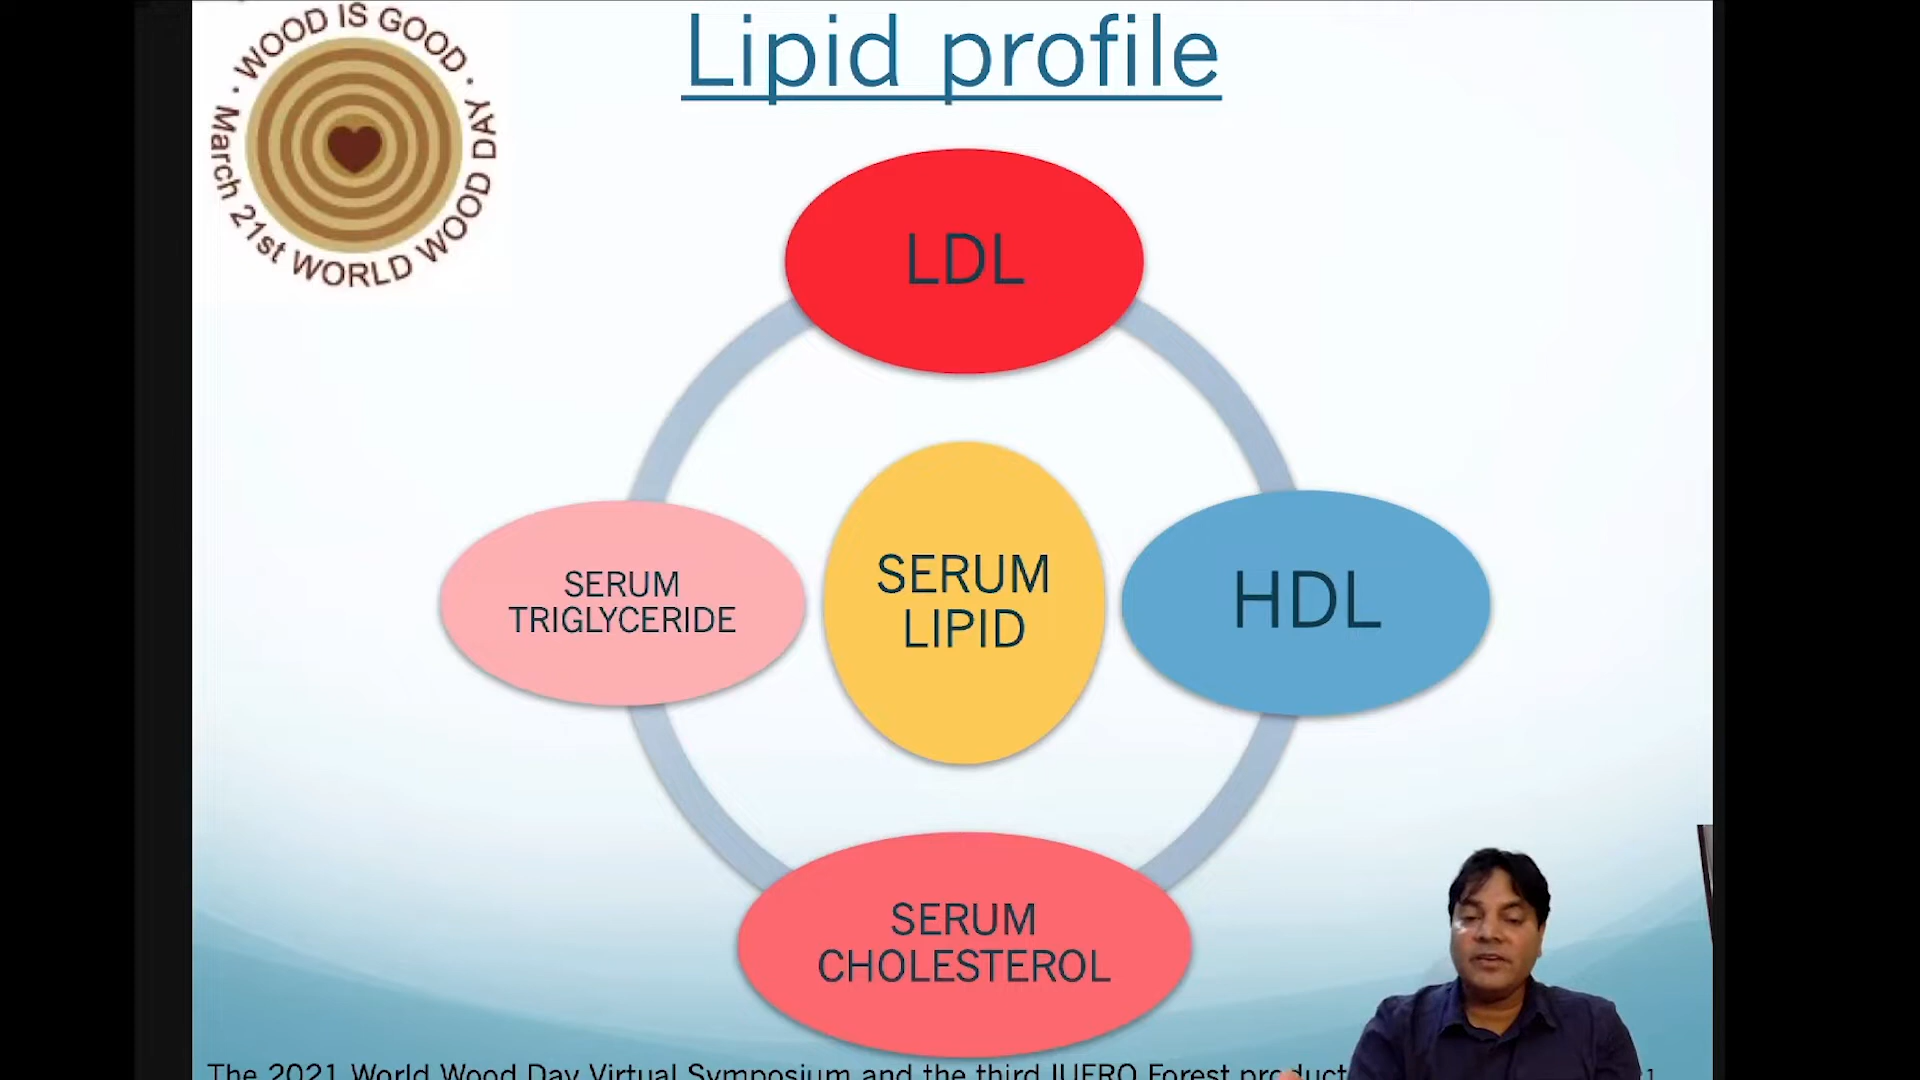 · WOOD IS GOOD ·
March 21st WORLD WOOD DAY
Lipid profile
LDL
SERUM
TRIGLYCERIDE
SERUM
LIPID
HDL
SERUM
CHOLESTEROL
The 2021 World Wood Day Virtual Symposium and the third IUFRO Forest product